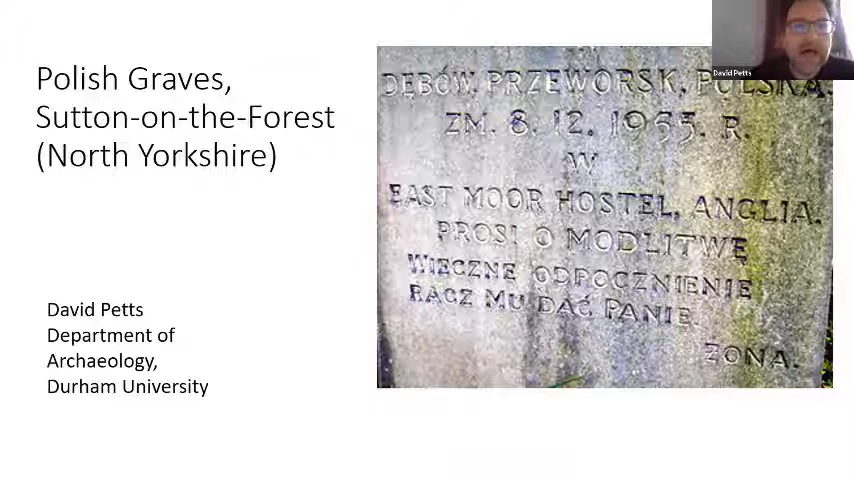 Polish Graves,
Sutton-on-the-Forest
(North Yorkshire)
David Petts
Department of
Archaeology,
Durham University
DĘBÓW. PRZEWORSK. POLSKA.
ZM. 8. 12. 1955. R.
W
EAST MOOR HOSTEL, ANGLIA.
PROSI O MODLITWĘ
WIECZNE ODPOCZNIENIE
RACZ MU DAĆ PANIE.
ŻONA.
David Petts